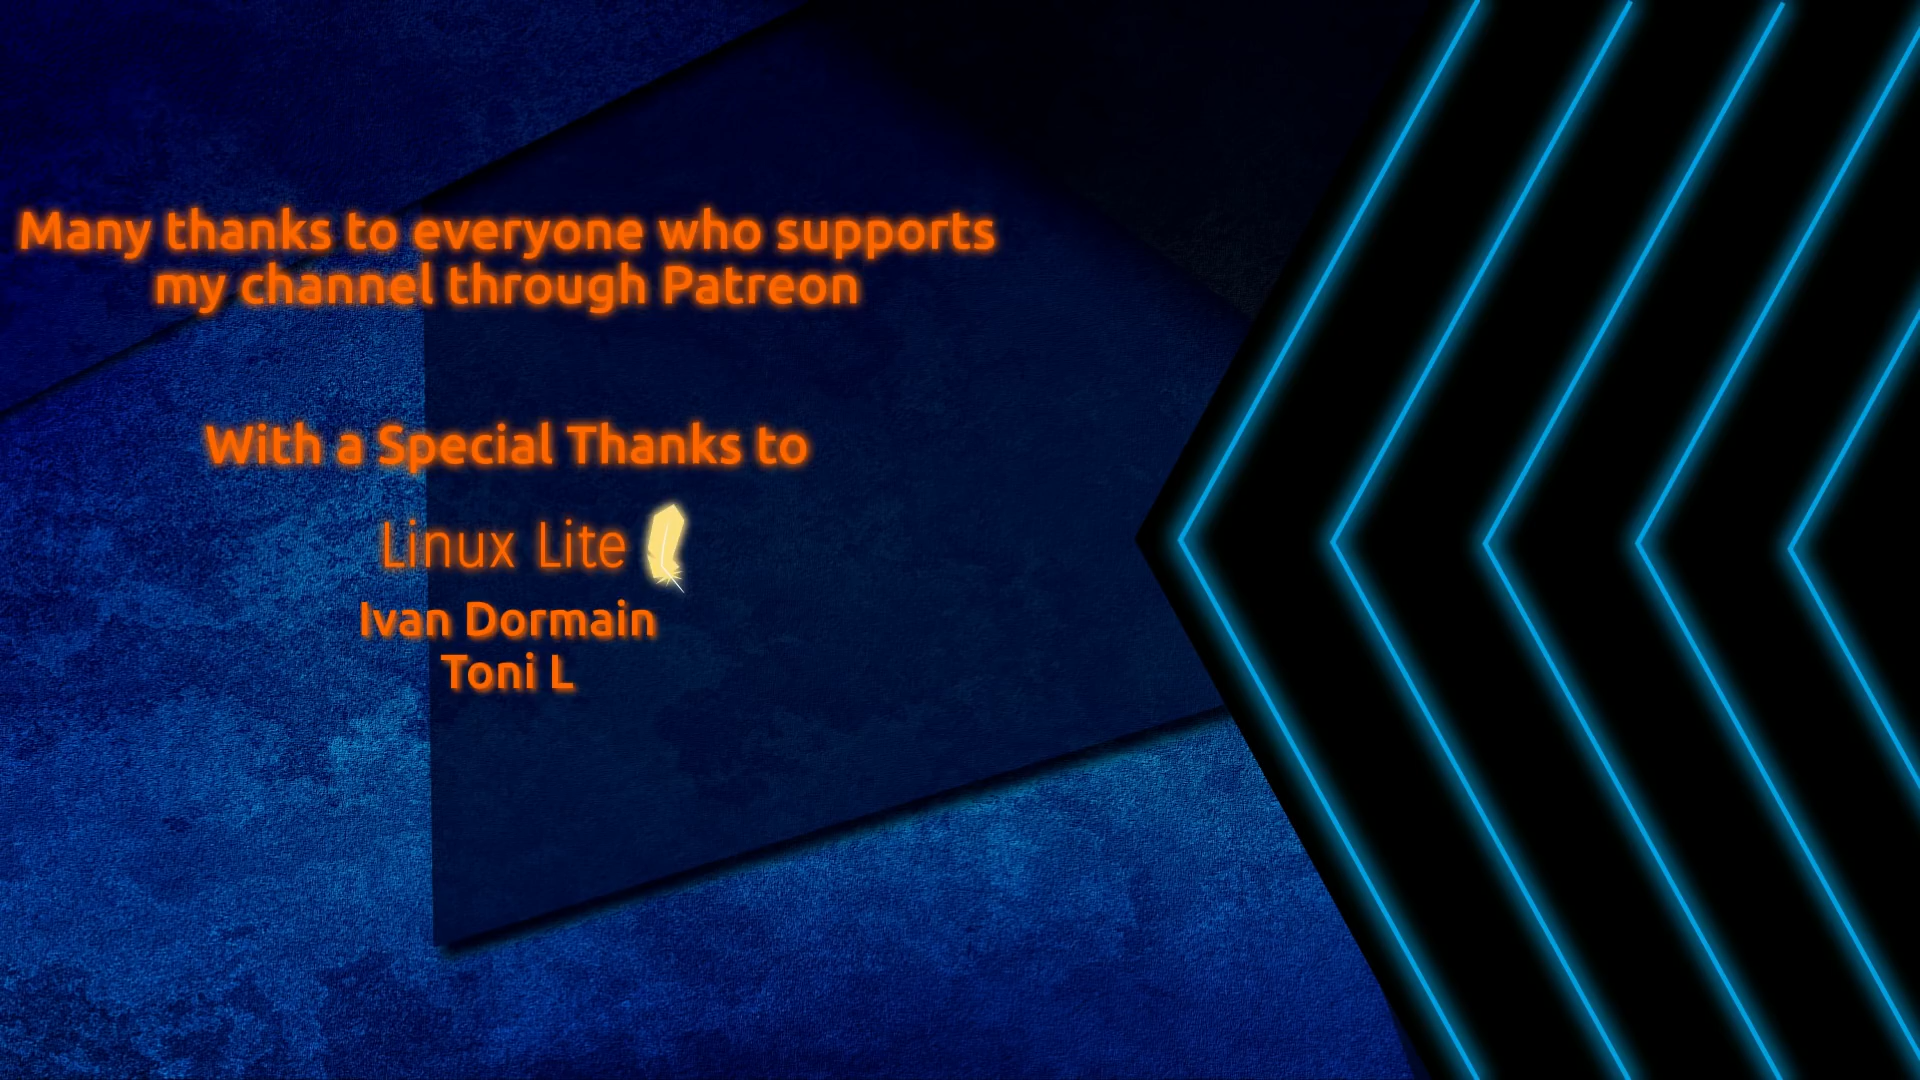 Many thanks to everyone who supports
my channel through Patreon
With a Special Thanks to
Linux Lite
Ivan Dormain
Toni L